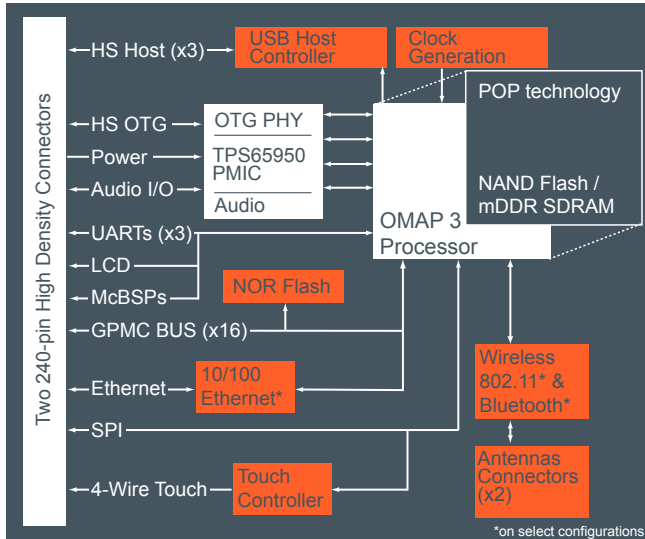 Two 240-pin High Density Connectors
HS Host (x3)
USB Host
Controller
Clock
Generation
POP technology
NAND Flash /
mDDR SDRAM
HS OTG
Power
Audio I/O
OTG PHY
TPS65950
PMIC
Audio
OMAP 3
Processor
UARTs (x3)
LCD
McBSPs
GPMC BUS (x16)
NOR Flash
Ethernet
10/100
Ethernet*
Wireless
802.11* &
Bluetooth*
SPI
Antennas
Connectors
(x2)
4-Wire Touch
Touch
Controller
*on select configurations